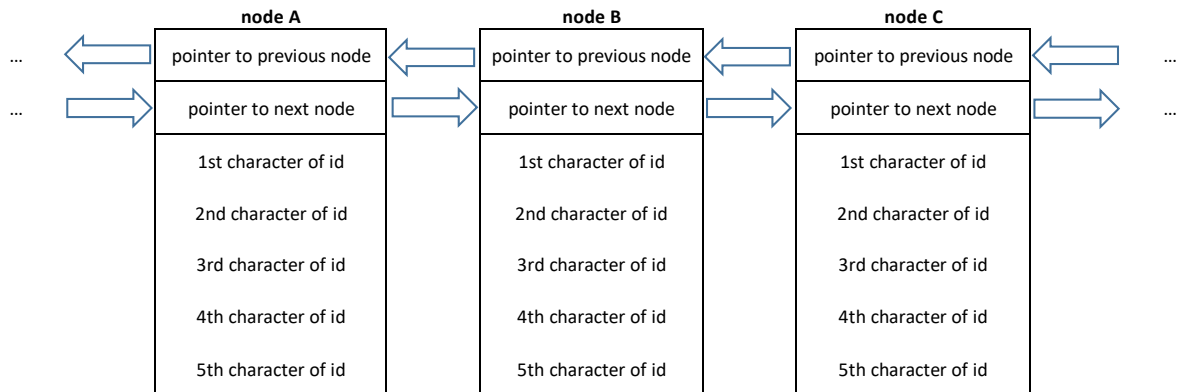 node A node B node C
... pointer to previous node pointer to previous node pointer to previous node ...
... pointer to next node pointer to next node pointer to next node ...
1st character of id 1st character of id 1st character of id
2nd character of id 2nd character of id 2nd character of id
3rd character of id 3rd character of id 3rd character of id
4th character of id 4th character of id 4th character of id
5th character of id 5th character of id 5th character of id